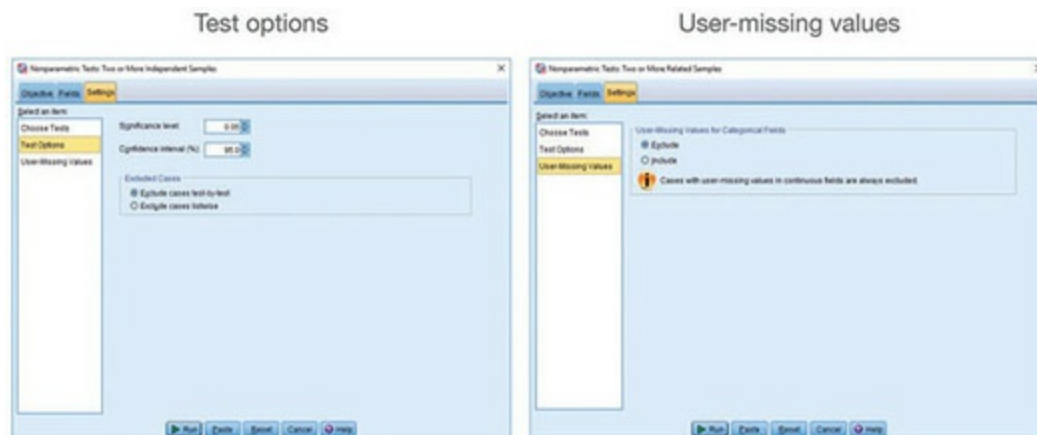 Test options
User-missing values
Nonparametric Tests: Two or More Independent Samples
Objective Fields Settings
Select an item:
Choose Tests
Test Options
User-Missing Values
Significance level: 0.05
Confidence interval (%): 95.0
Excluded Cases
Exclude cases test-by-test
Exclude cases listwise
Run Paste Reset Cancel Help
Nonparametric Tests: Two or More Related Samples
Objective Fields Settings
Select an item:
Choose Tests
Test Options
User-Missing Values
User-Missing Values for Categorical Fields
Exclude
Include
Cases with user-missing values in continuous fields are always excluded.
Run Paste Reset Cancel Help